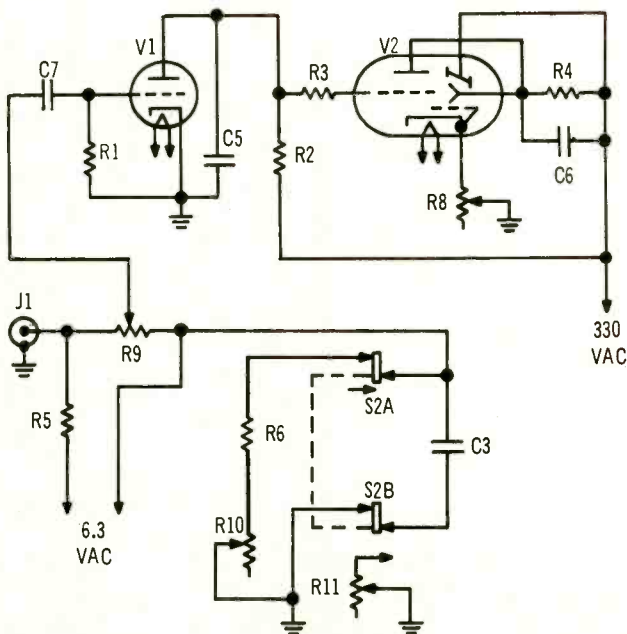 V1
V2
C7
R3
R4
R1
C5
R2
C6
R8
J1
R9
330
VAC
S2A
R5
R6
C3
S2B
6.3
VAC
R10
R11